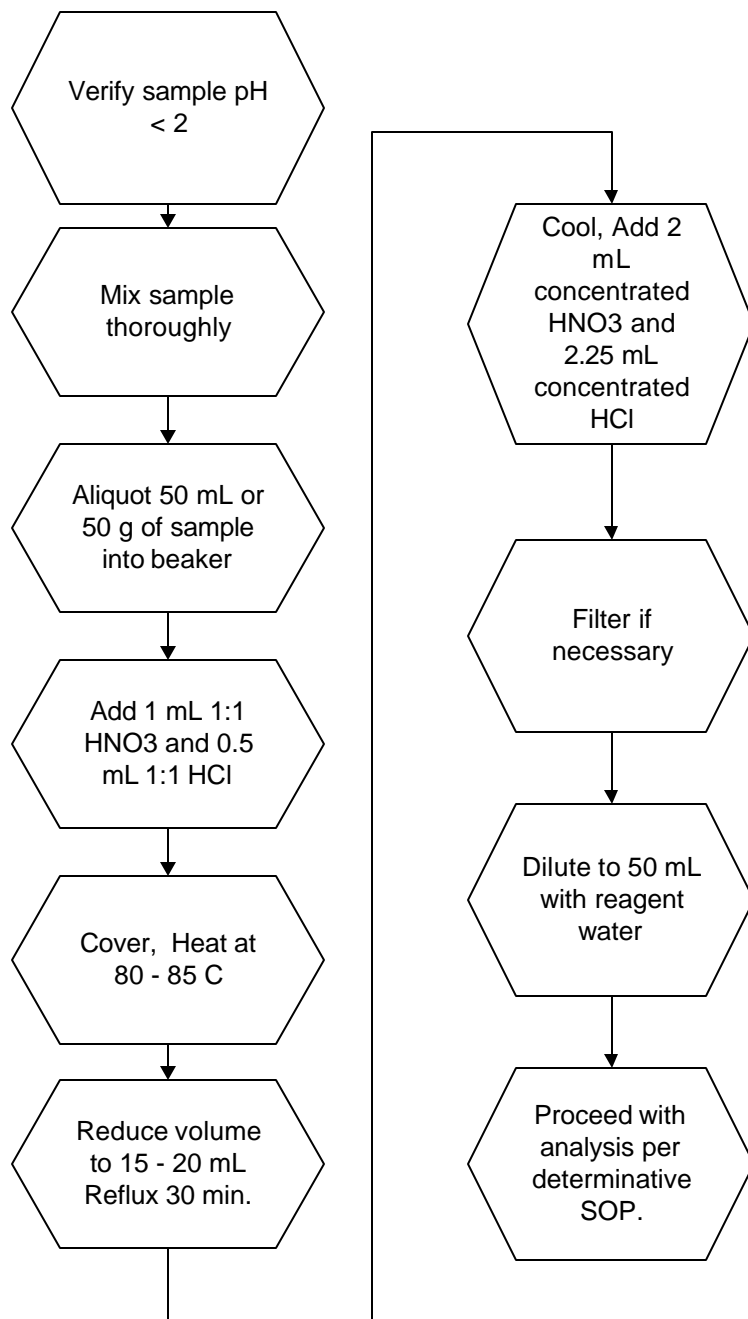 Verify sample pH
< 2
Mix sample
thoroughly
Aliquot 50 mL or
50 g of sample
into beaker
Add 1 mL 1:1
HNO3 and 0.5
mL 1:1 HCl
Cover,  Heat at
80 - 85 C
Reduce volume
to 15 - 20 mL
Reflux 30 min.
Cool, Add 2
mL
concentrated
HNO3 and
2.25 mL
concentrated
HCl
Filter if
necessary
Dilute to 50 mL
with reagent
water
Proceed with
analysis per
determinative
SOP.